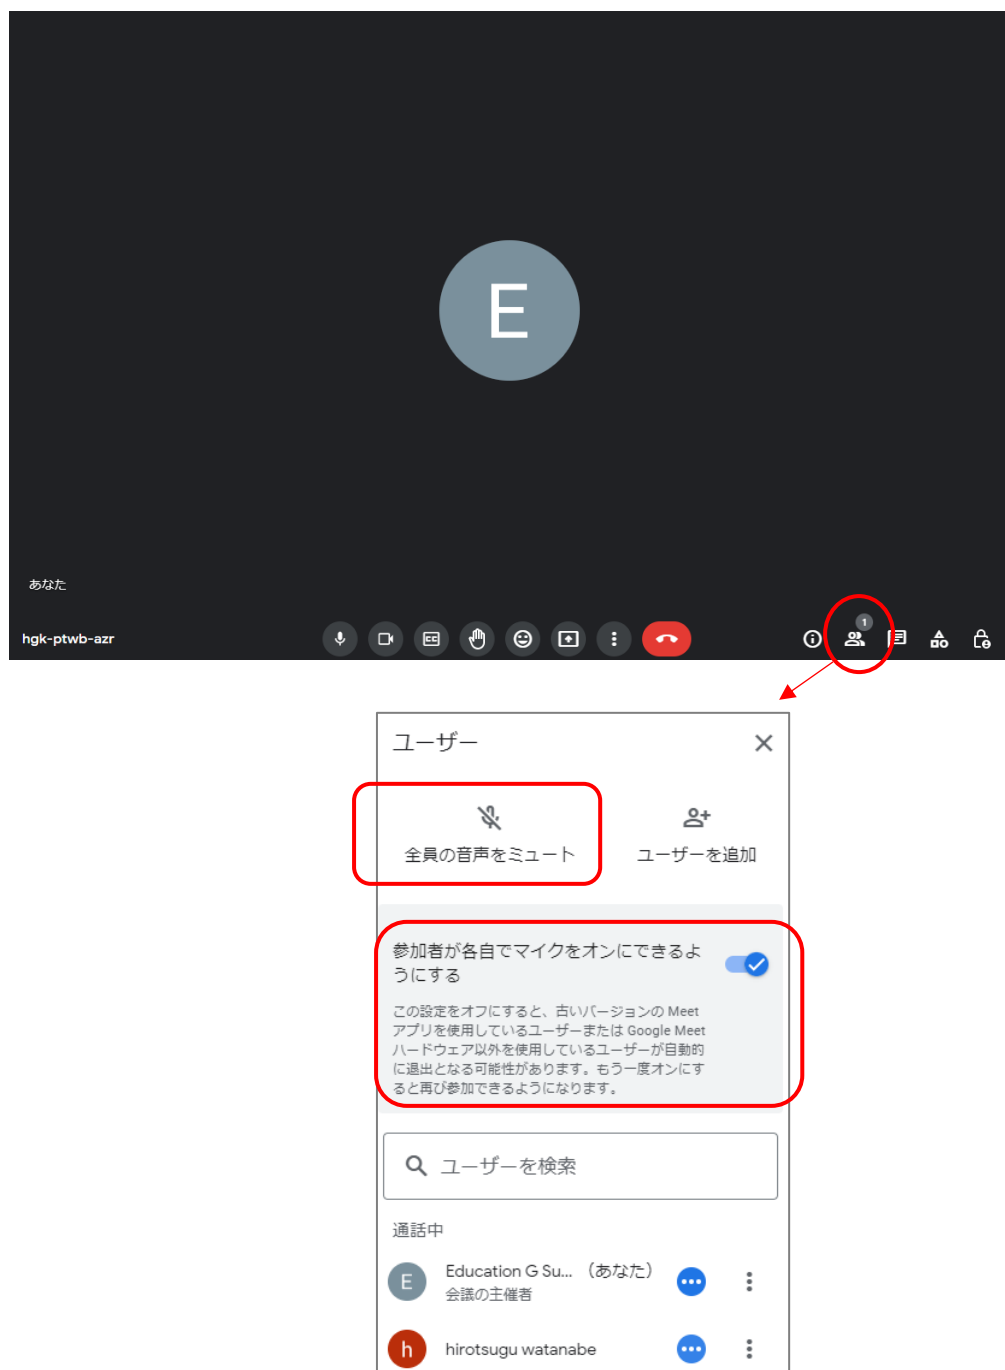 E
あなた
hgk-ptwb-azr
CC
1
ユーザー
全員の音声をミュート
ユーザーを追加
参加者が各自でマイクをオンにできるよ
うにする
この設定をオフにすると、古いバージョンの Meet
アプリを使用しているユーザーまたは Google Meet
ハードウェア以外を使用しているユーザーが自動的
に退出となる可能性があります。もう一度オンにす
ると再び参加できるようになります。
ユーザーを検索
通話中
E
Education G Su... （あなた）
会議の主催者
h
hirotsugu watanabe